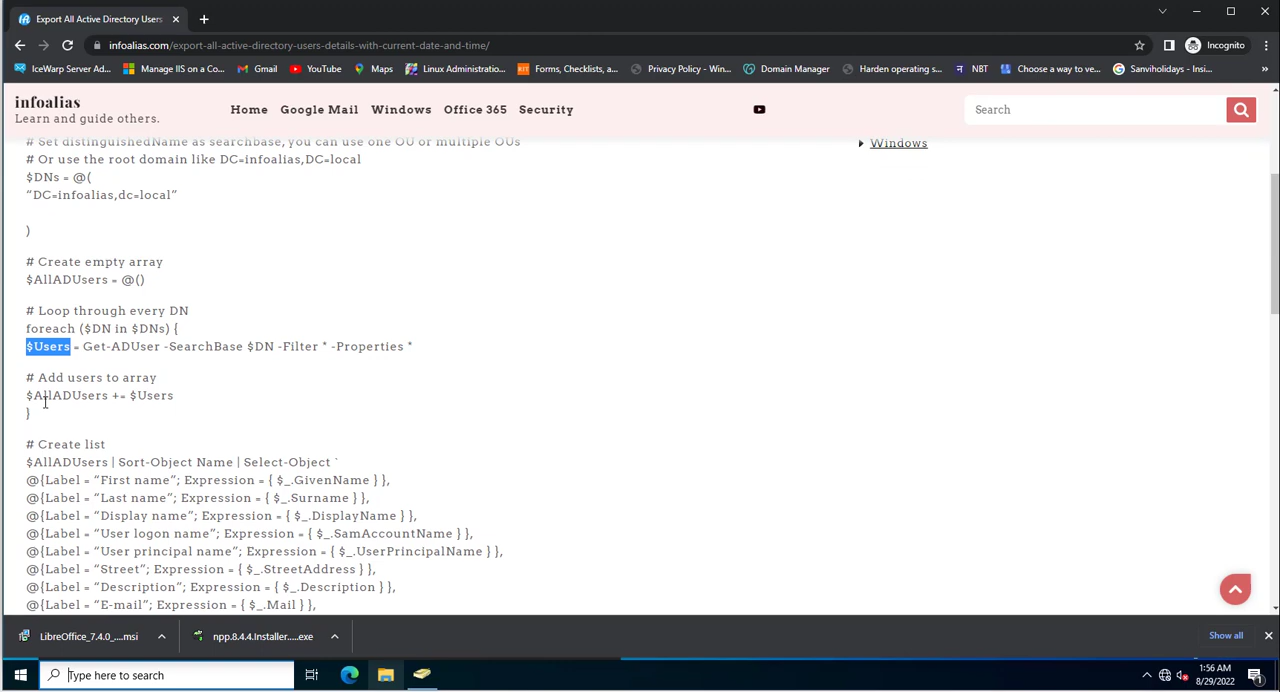 Export All Active Directory Users
infoalias.com/export-all-active-directory-users-details-with-current-date-and-time/
Incognito
IceWarp Server Ad...
Manage IIS on a Co...
Gmail
YouTube
Maps
Linux Administratio...
Forms, Checklists, a...
Privacy Policy - Win...
Domain Manager
Harden operating s...
NBT
Choose a way to ve...
Sanviholidays - Insi...
infoalias
Learn and guide others.
Home
Google Mail
Windows
Office 365
Security
Search
# Set distinguishedName as searchbase, you can use one OU or multiple OUs
# Or use the root domain like DC=infoalias,DC=local
$DNs = @(
“DC=infoalias,dc=local”
)
# Create empty array
$AllADUsers = @()
# Loop through every DN
foreach ($DN in $DNs) {
$Users = Get-ADUser -SearchBase $DN -Filter * -Properties *
# Add users to array
$AllADUsers += $Users
}
# Create list
$AllADUsers | Sort-Object Name | Select-Object `
@{Label = “First name”; Expression = { $_.GivenName } },
@{Label = “Last name”; Expression = { $_.Surname } },
@{Label = “Display name”; Expression = { $_.DisplayName } },
@{Label = “User logon name”; Expression = { $_.SamAccountName } },
@{Label = “User principal name”; Expression = { $_.UserPrincipalName } },
@{Label = “Street”; Expression = { $_.StreetAddress } },
@{Label = “Description”; Expression = { $_.Description } },
@{Label = “E-mail”; Expression = { $_.Mail } },
Windows
LibreOffice_7.4.0_....msi
npp.8.4.4.Installer.....exe
Show all
Type here to search
1:56 AM
8/29/2022
1